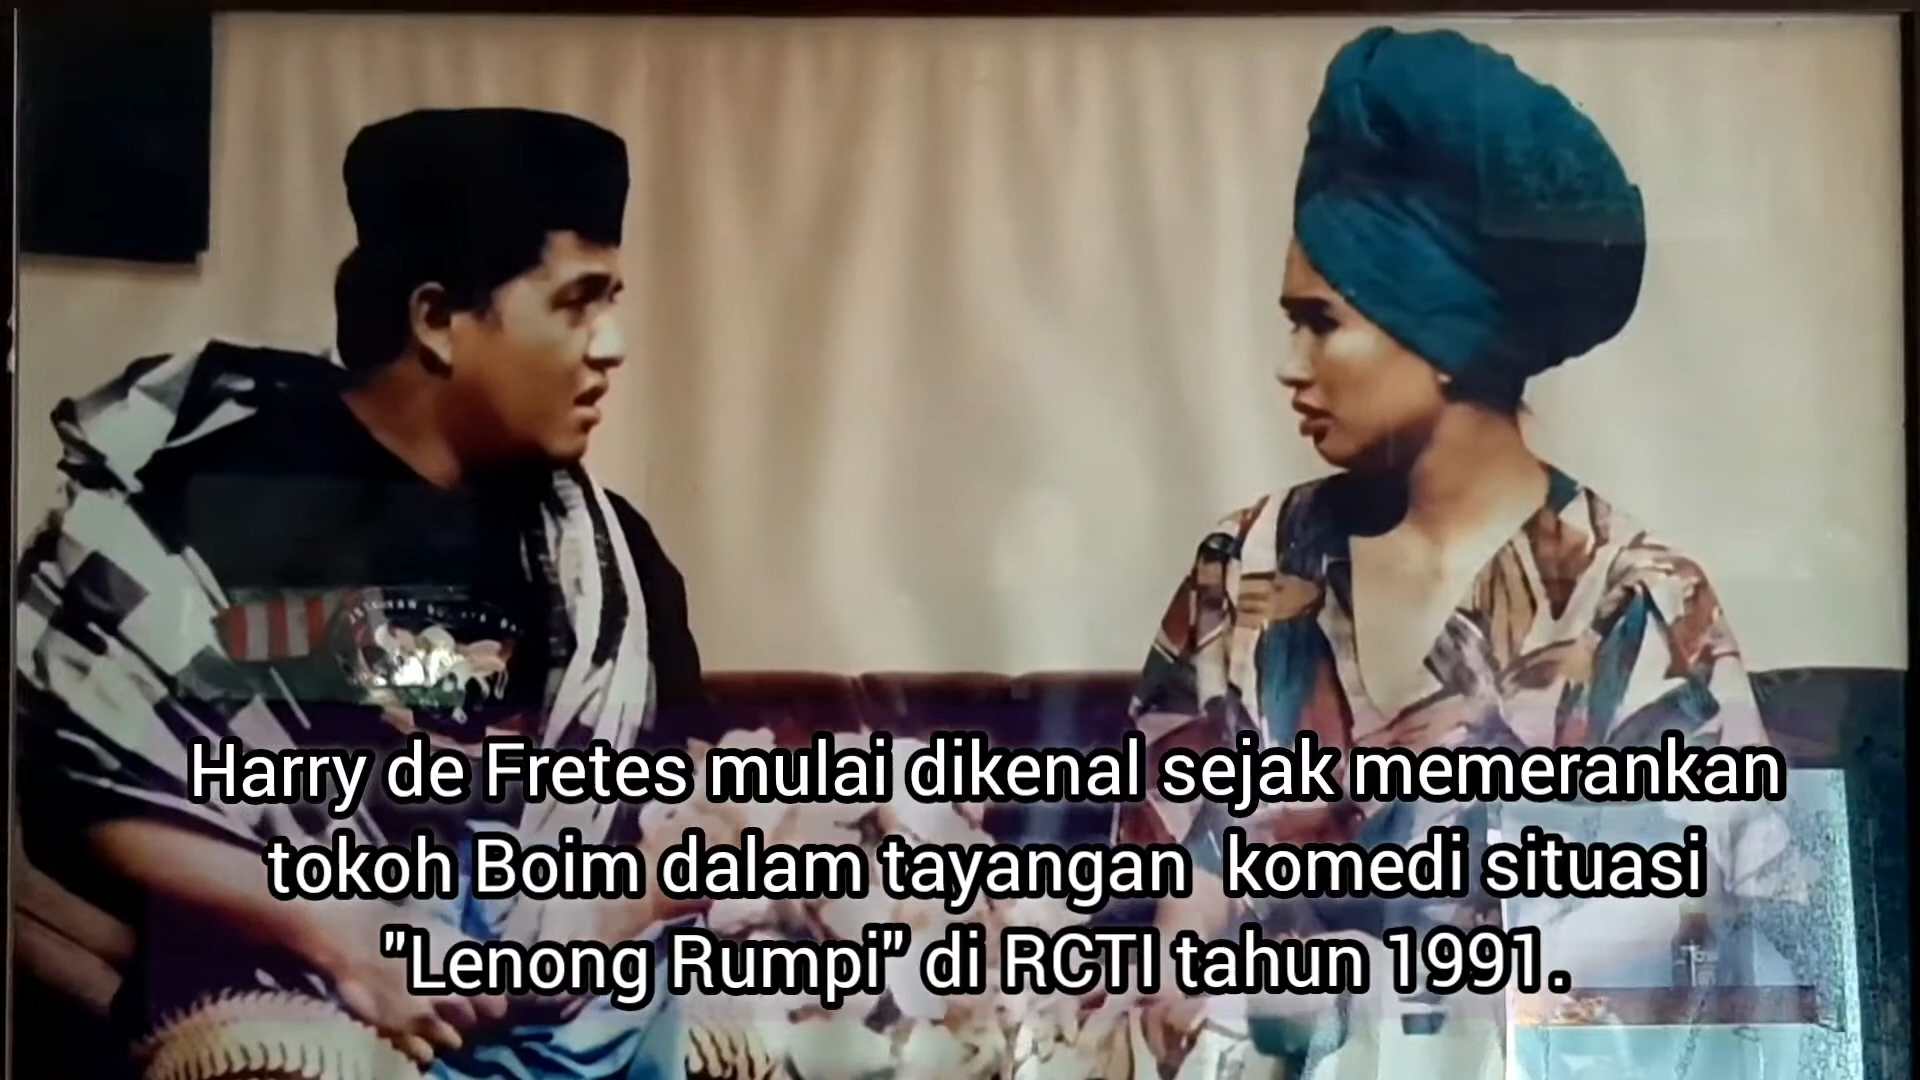 Harry de Fretes mulai dikenal sejak memerankan
tokoh Boim dalam tayangan komedi situasi
"Lenong Rumpi" di RCTI tahun 1991.